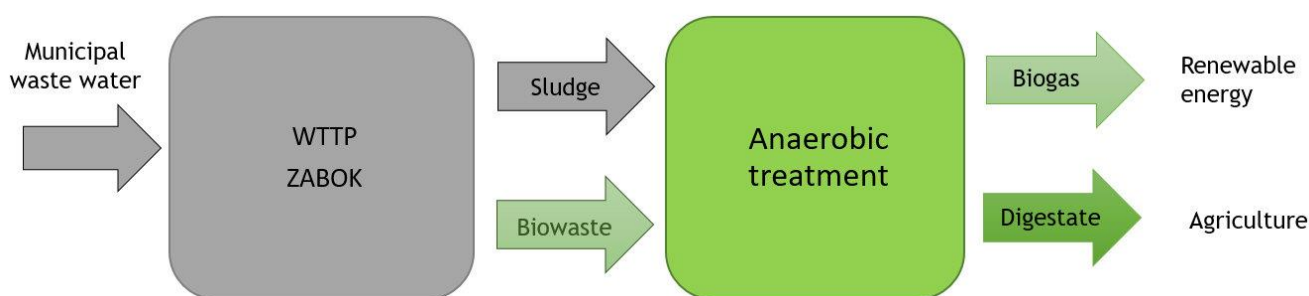 Municipal
waste water
WTTP
ZABOK
Sludge
Biowaste
Anaerobic
treatment
Biogas
Renewable
energy
Digestate
Agriculture